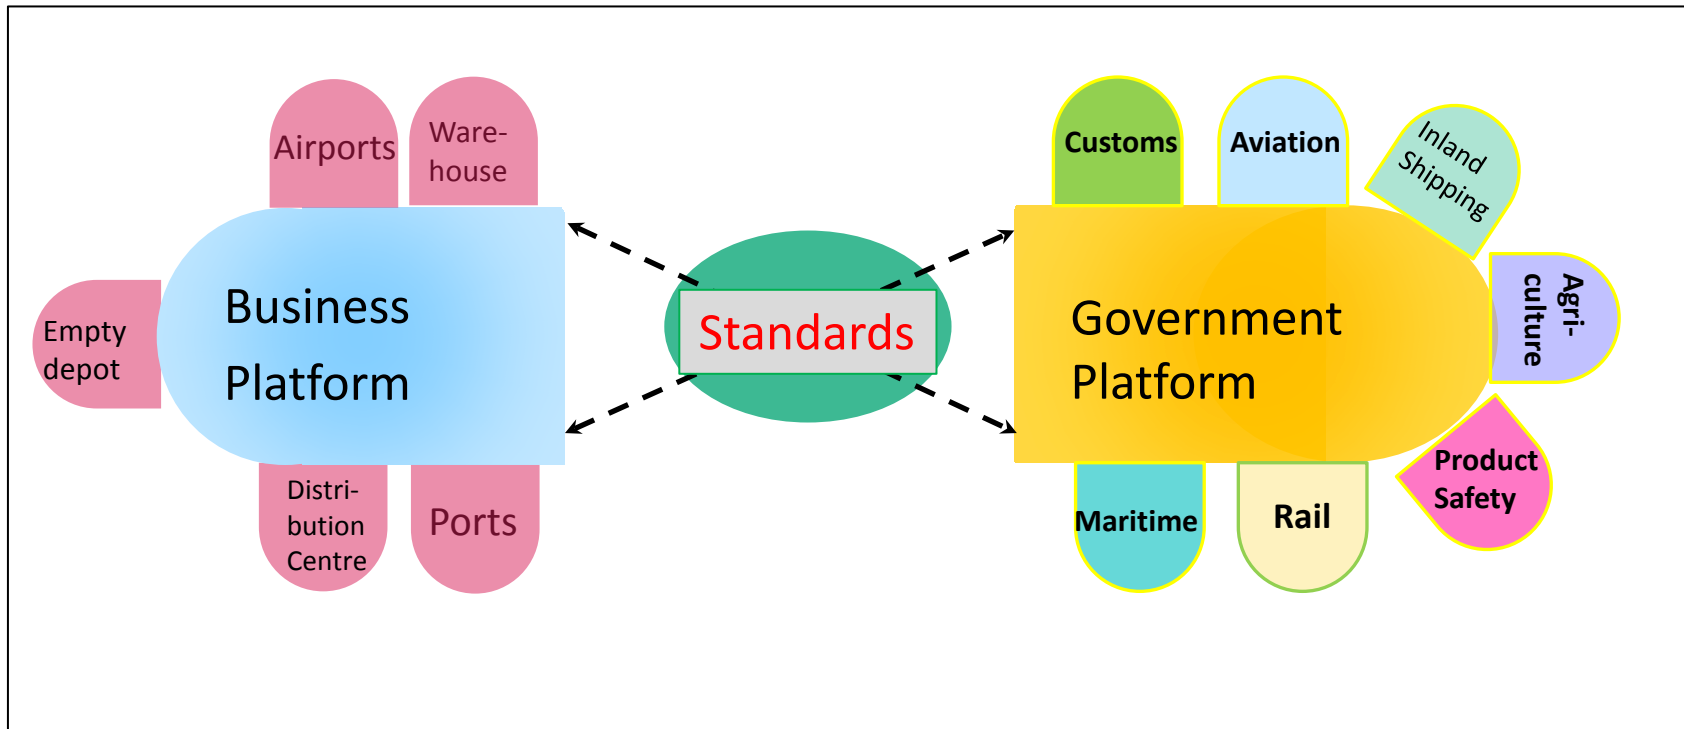 Airports
Ware-
house
Empty
depot
Business
Platform
Distri-
bution
Centre
Ports
Standards
Customs
Aviation
Inland
Shipping
Agri-
culture
Government
Platform
Product
Safety
Maritime
Rail